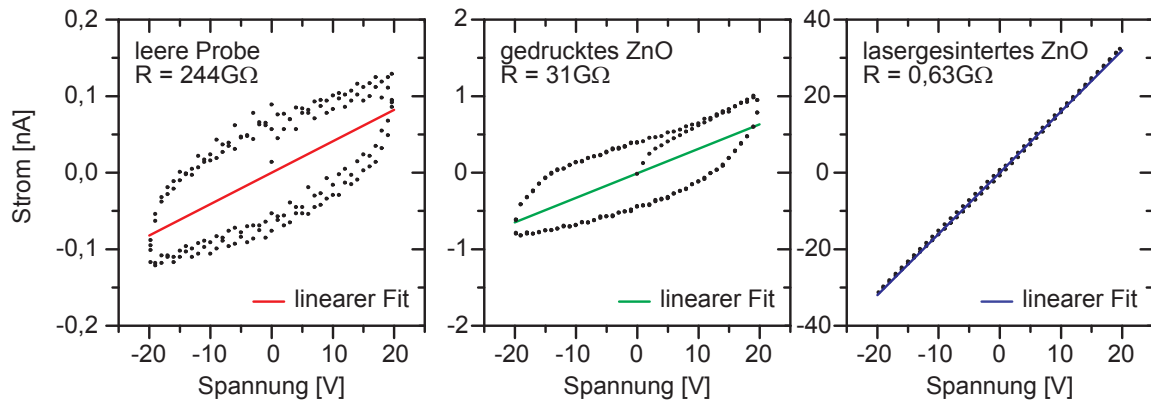 Strom [nA]
0,2
0,1
0,0
-0,1
-0,2
leere Probe
R = 244GΩ
linearer Fit
-20 -10 0 10 20
Spannung [V]
2
1
0
-1
-2
gedrucktes ZnO
R = 31GΩ
linearer Fit
-20 -10 0 10 20
Spannung [V]
40
20
0
-20
-40
lasergesintertes ZnO
R = 0,63GΩ
linearer Fit
-20 -10 0 10 20
Spannung [V]